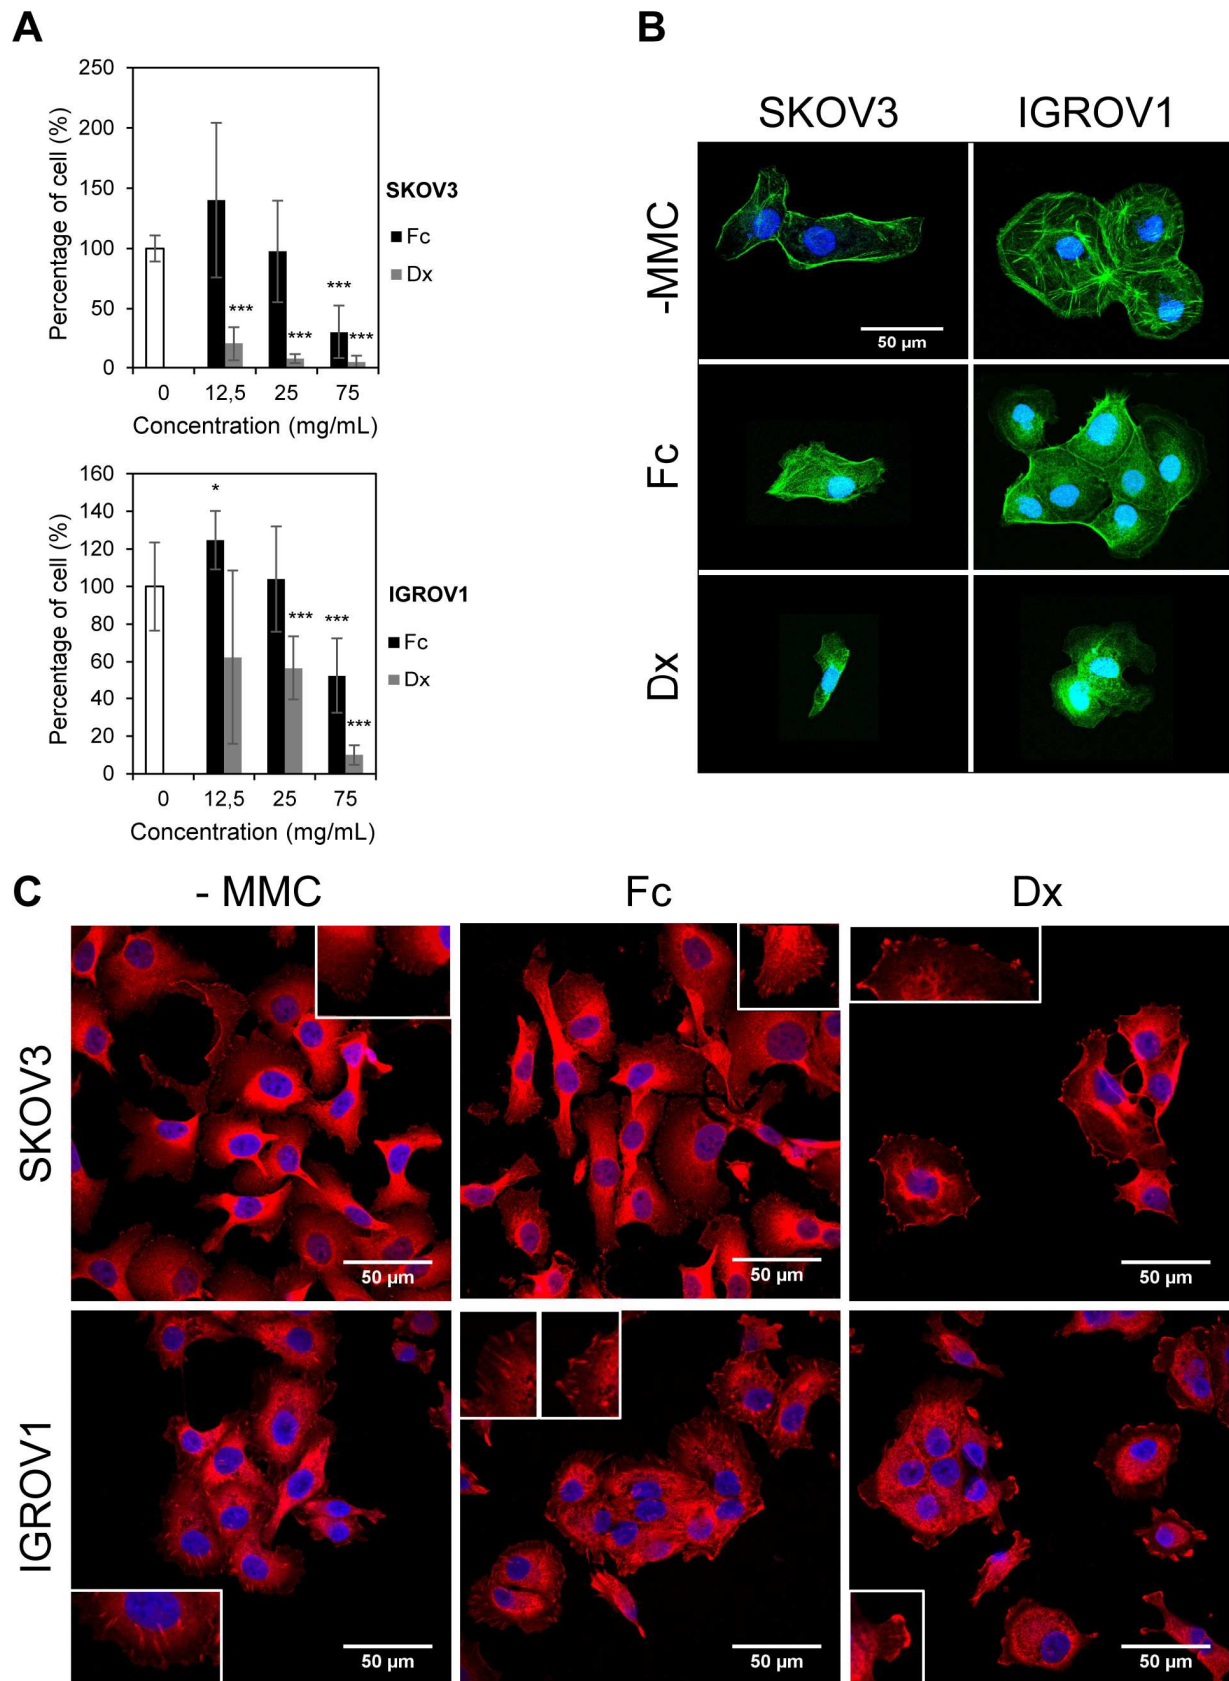 A
250
200
150
100
50
0
Percentage of cell (%)
***
***
***
***
0 12,5 25 75
Concentration (mg/mL)
SKOV3
Fc
Dx
160
140
120
100
80
60
40
20
0
Percentage of cell (%)
*
***
***
***
0 12,5 25 75
Concentration (mg/mL)
IGROV1
Fc
Dx
B
SKOV3 IGROV1
-MMC
50 µm
Fc
Dx
C
- MMC Fc Dx
SKOV3
50 µm 50 µm 50 µm
IGROV1
50 µm 50 µm 50 µm